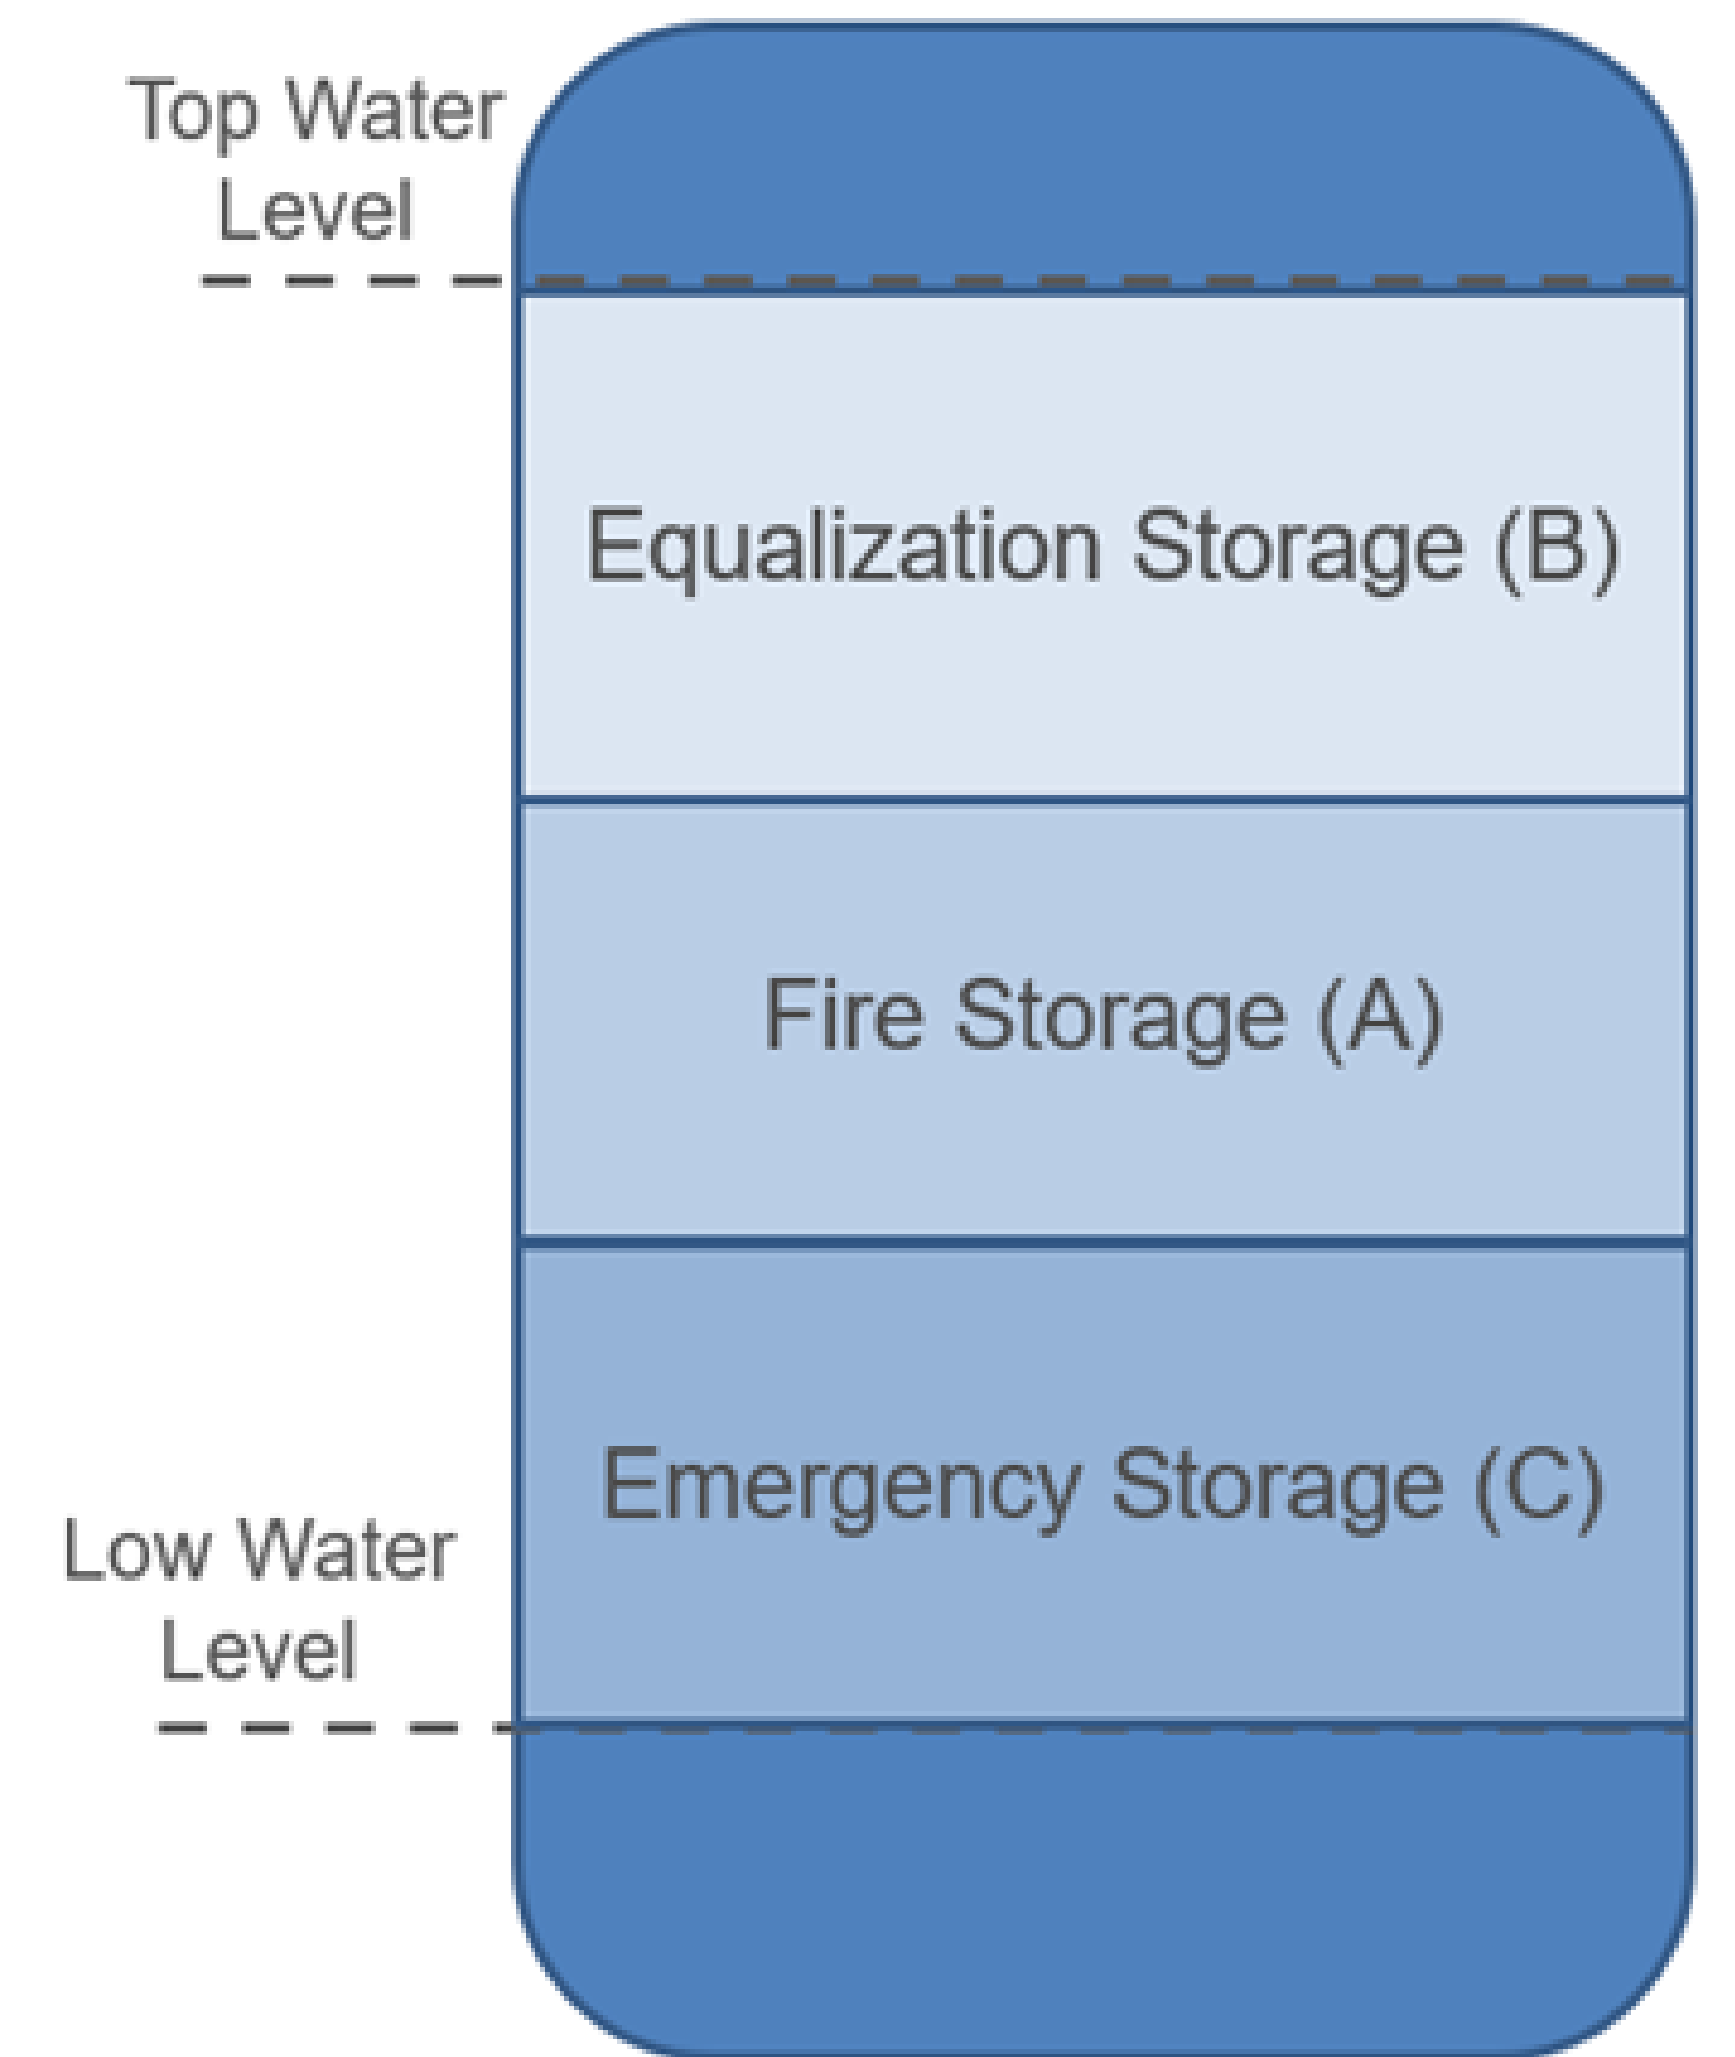 Top Water
Level
Equalization Storage (B)
Fire Storage (A)
Emergency Storage (C)
Low Water
Level